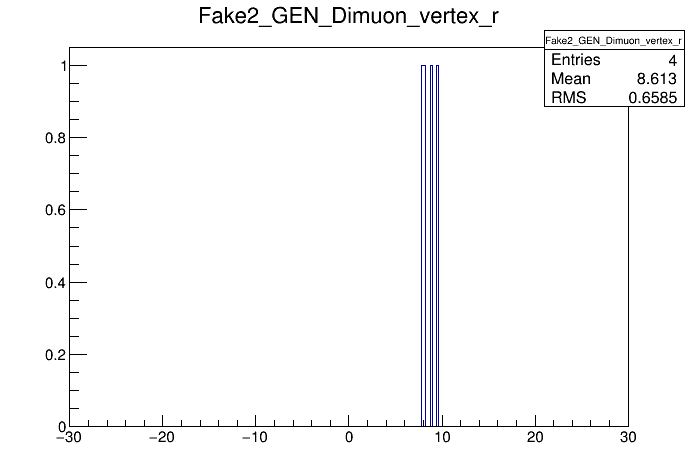 Fake2_GEN_Dimuon_vertex_r
Fake2_GEN_Dimuon_vertex_r
Entries 4
Mean 8.613
RMS 0.6585
1
0.8
0.6
0.4
0.2
0
−30 −20 −10 0 10 20 30